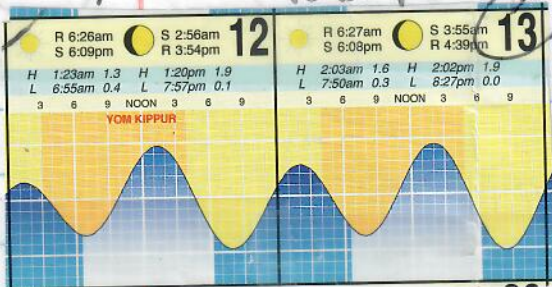 R 6:26am S 2:56am 12
S 6:09pm R 3:54pm
H 1:23am 1.3 H 1:20pm 1.9
L 6:55am 0.4 L 7:57pm 0.1
3 6 9 NOON 3 6 9
YOM KIPPUR
R 6:27am S 3:55am 13
S 6:08pm R 4:39pm
H 2:03am 1.6 H 2:02pm 1.9
L 7:50am 0.3 L 8:27pm 0.0
3 6 9 NOON 3 6 9